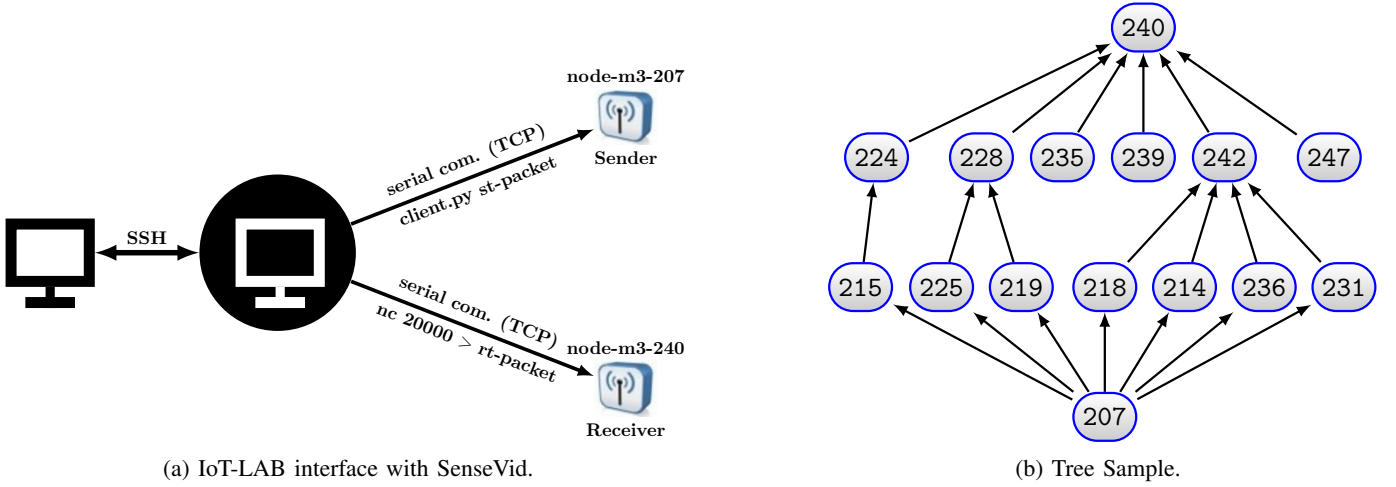 node-m3-207
Sender
serial com. (TCP)
client.py st-packet
SSH
serial com. (TCP)
nc 20000 > rt-packet
node-m3-240
Receiver
(a) IoT-LAB interface with SenseVid.
240
224 228 235 239 242 247
215 225 219 218 214 236 231
207
(b) Tree Sample.